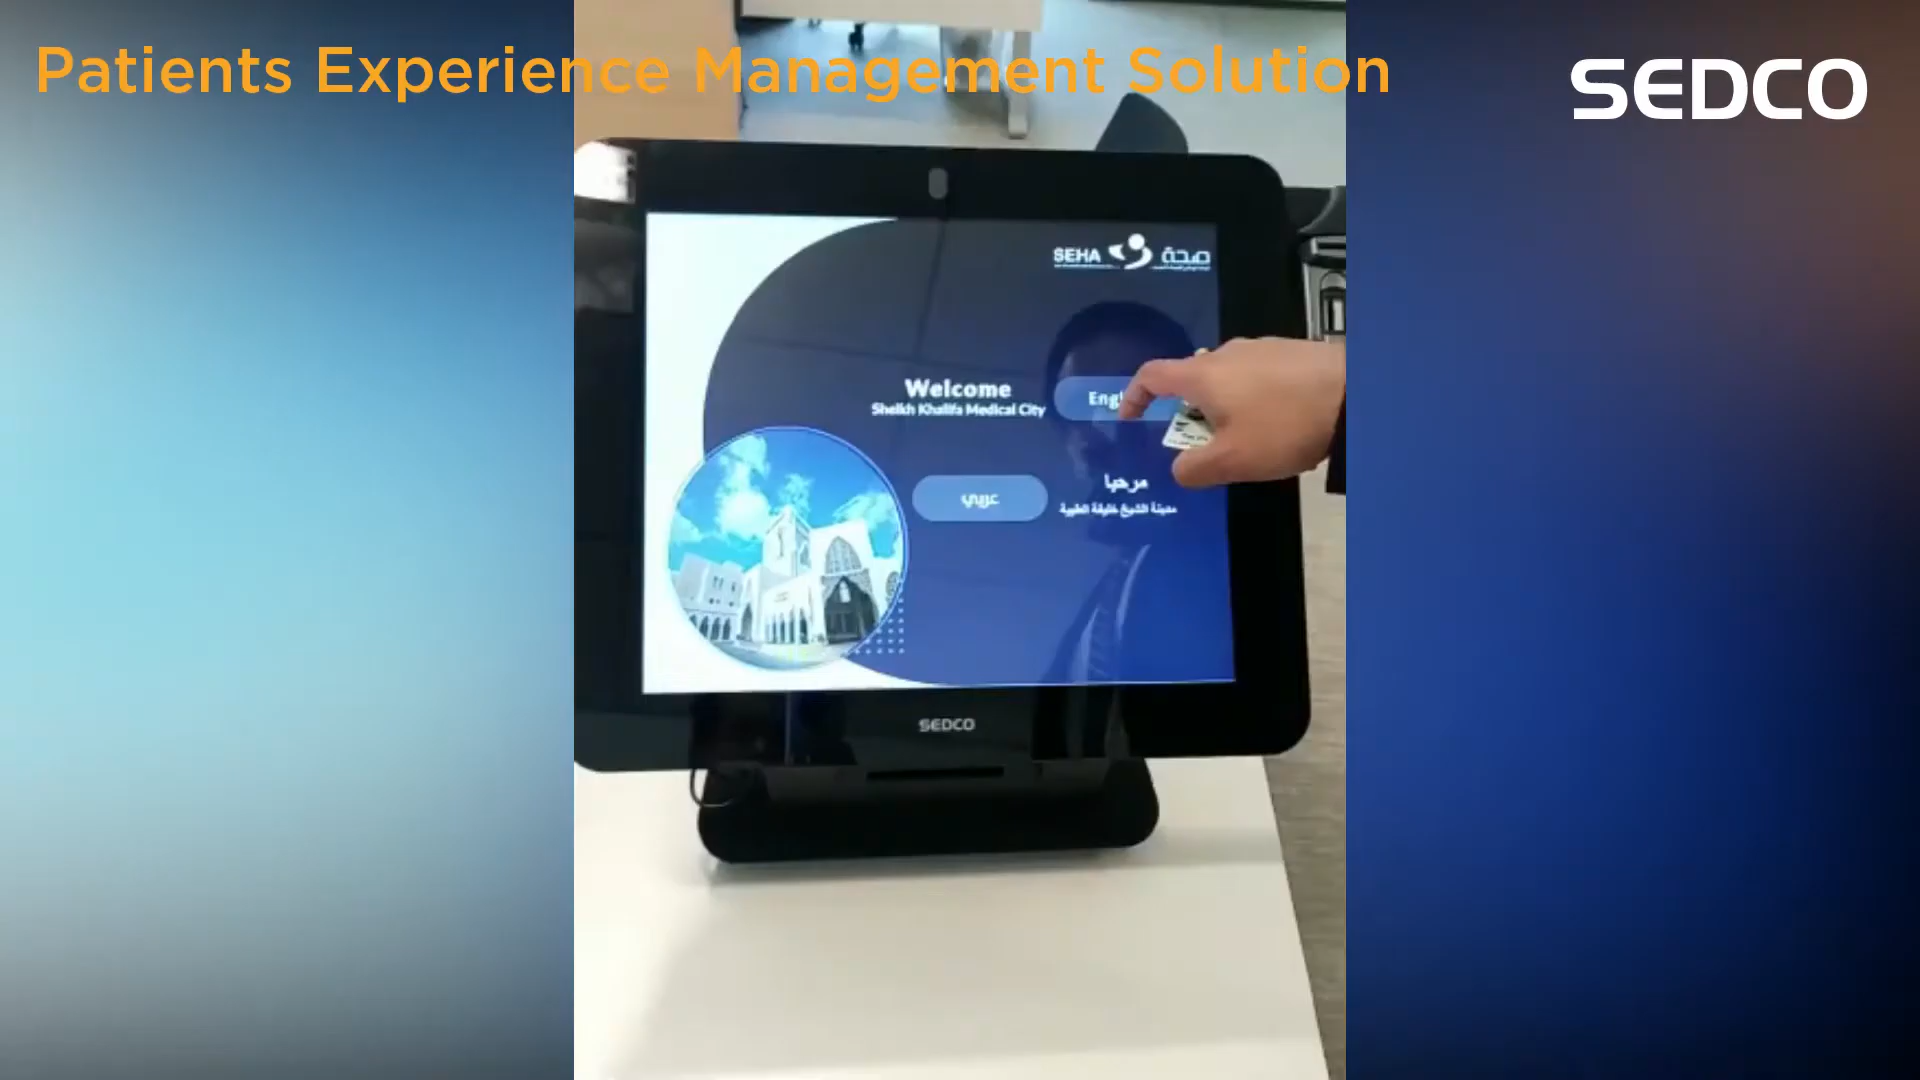 Patients Experience Management Solution
SEDCO
SEHA صحة
Welcome
Sheikh Khalifa Medical City
مرحبا
مدينة الشيخ خليفة الطبية
عربي
SEDCO